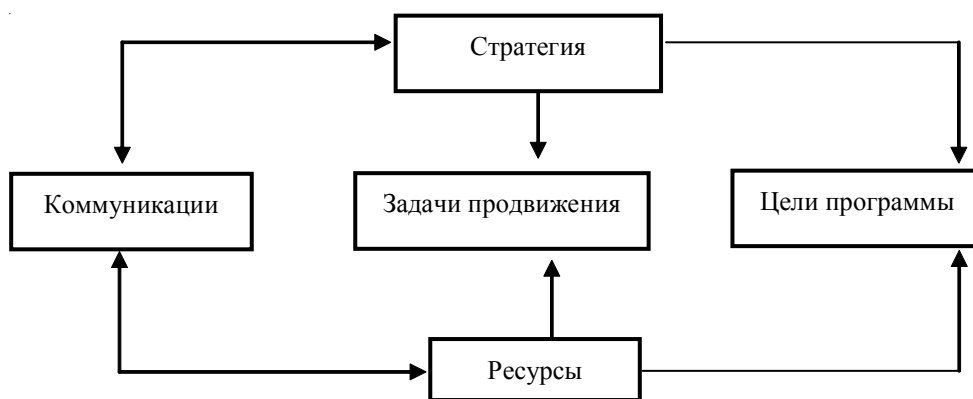 Стратегия
Коммуникации
Задачи продвижения
Цели программы
Ресурсы